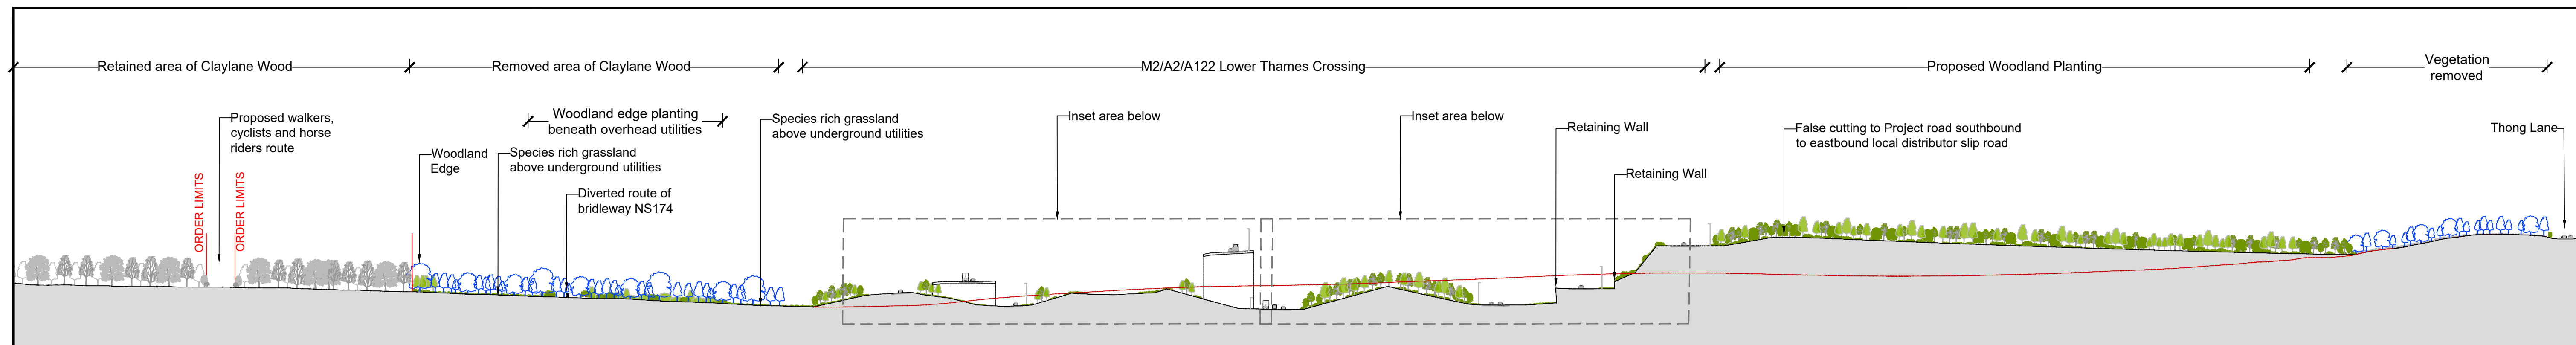 Retained area of Claylane Wood
Removed area of Claylane Wood
M2/A2/A122 Lower Thames Crossing
Proposed Woodland Planting
Vegetation
removed
Proposed walkers,
cyclists and horse
riders route
ORDER LIMITS
ORDER LIMITS
Woodland
Edge
Woodland edge planting
beneath overhead utilities
Species rich grassland
above underground utilities
Diverted route of
bridleway NS174
Species rich grassland
above underground utilities
Inset area below
Inset area below
Retaining Wall
Retaining Wall
False cutting to Project road southbound
to eastbound local distributor slip road
Thong Lane